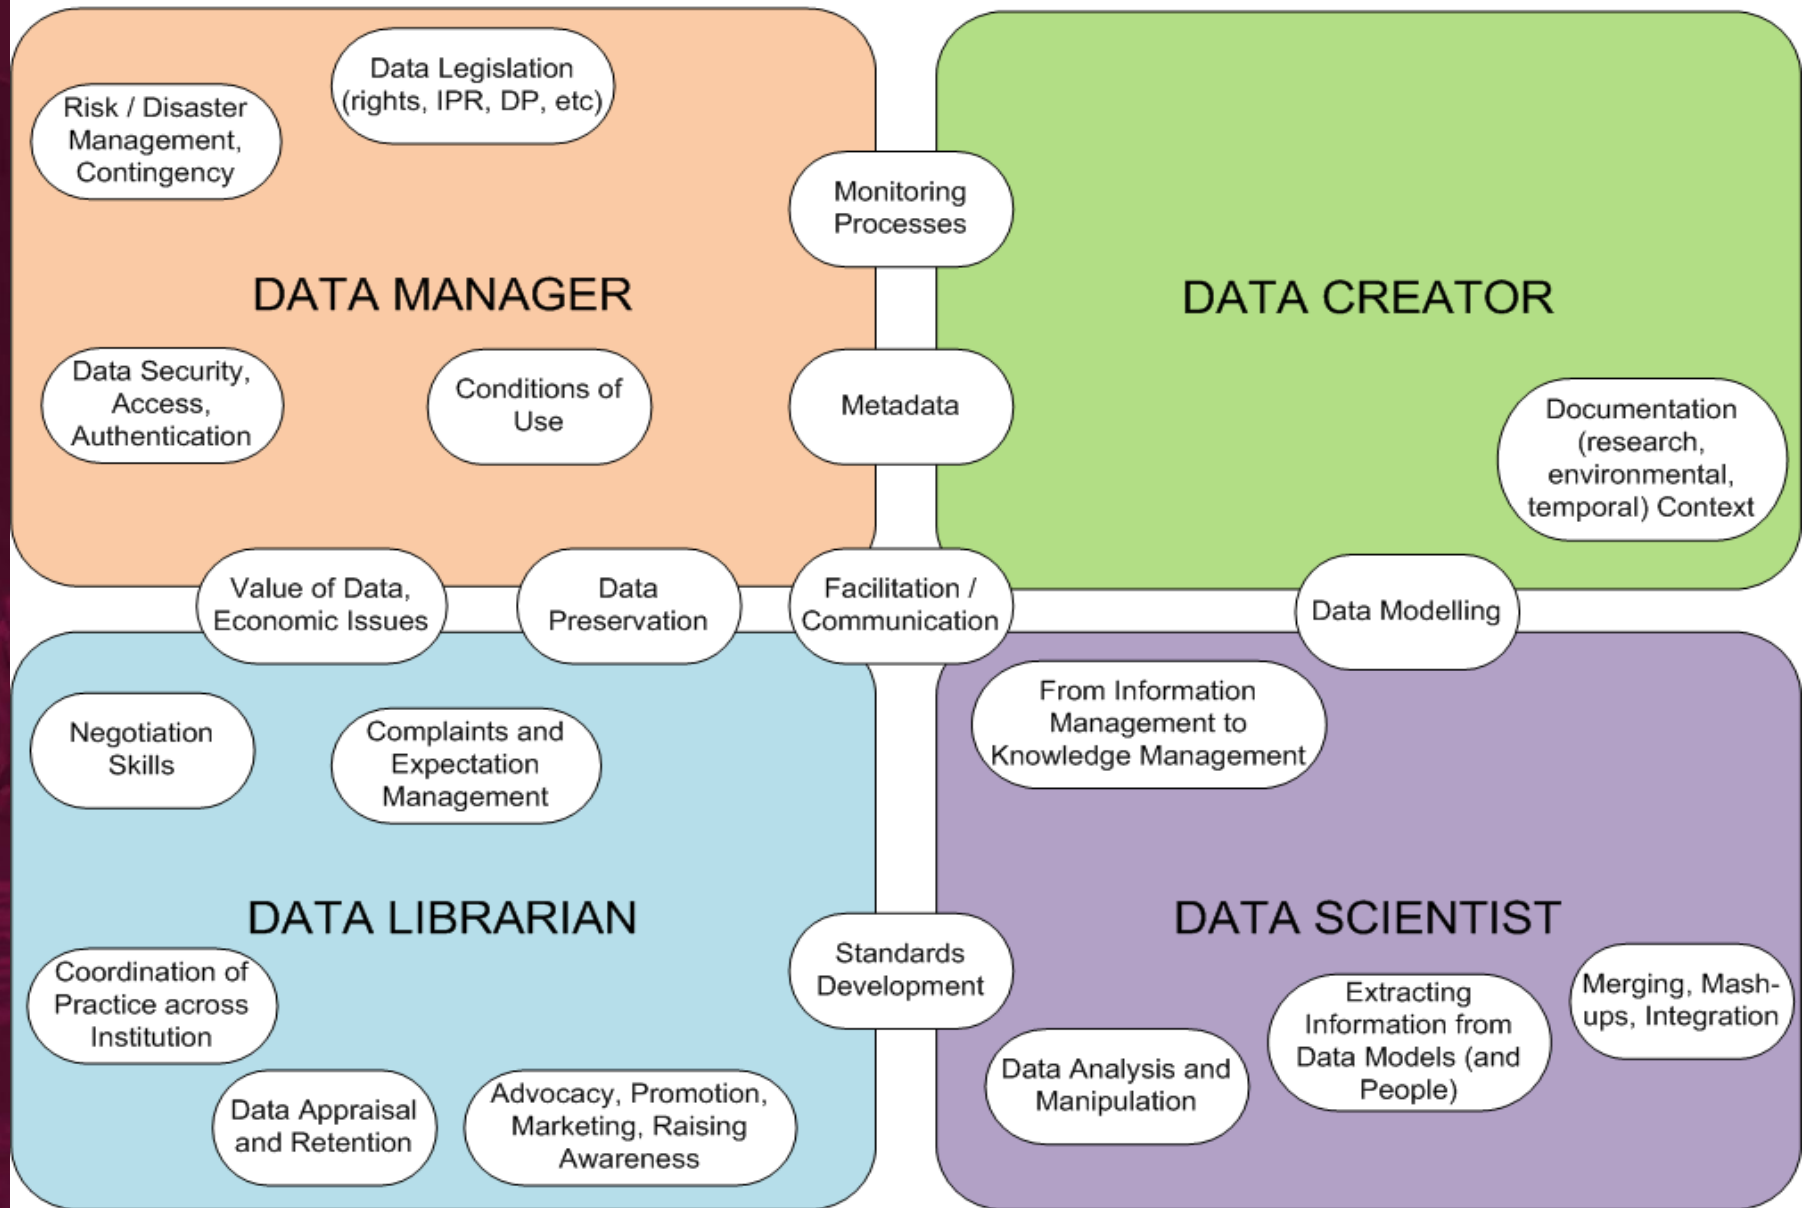 Data Legislation
(rights, IPR, DP, etc)
Risk / Disaster
Management,
Contingency
Monitoring
Processes
DATA MANAGER
DATA CREATOR
Data Security,
Access,
Authentication
Conditions of
Use
Metadata
Documentation
(research,
environmental,
temporal) Context
Value of Data,
Economic Issues
Data
Preservation
Facilitation /
Communication
Data Modelling
Negotiation
Skills
Complaints and
Expectation
Management
From Information
Management to
Knowledge Management
DATA LIBRARIAN
DATA SCIENTIST
Coordination of
Practice across
Institution
Standards
Development
Extracting
Information from
Data Models (and
People)
Merging, Mash-
ups, Integration
Data Analysis and
Manipulation
Data Appraisal
and Retention
Advocacy, Promotion,
Marketing, Raising
Awareness